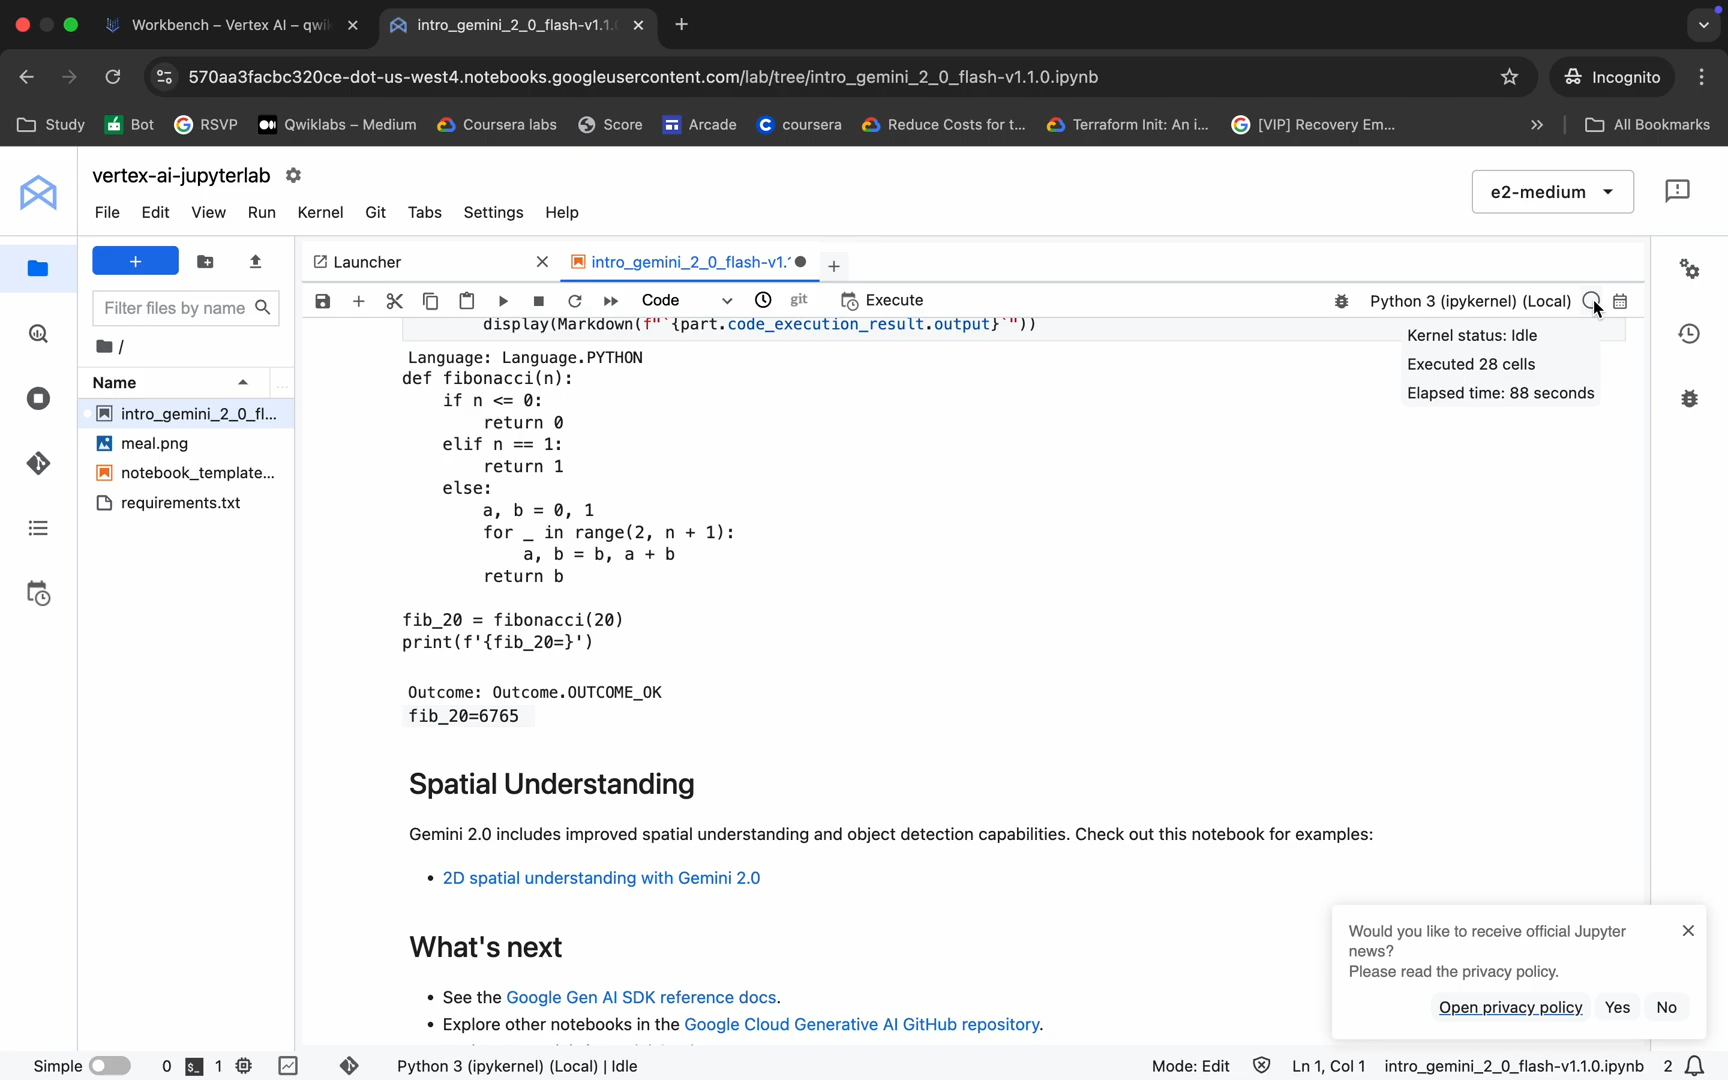 Workbench – Vertex AI – qwi
intro_gemini_2_0_flash-v1.1.
570aa3facbc320ce-dot-us-west4.notebooks.googleusercontent.com/lab/tree/intro_gemini_2_0_flash-v1.1.0.ipynb
Incognito
Study
Bot
RSVP
Qwiklabs – Medium
Coursera labs
Score
Arcade
coursera
Reduce Costs for t...
Terraform Init: An i...
[VIP] Recovery Em...
»
All Bookmarks
vertex-ai-jupyterlab
e2-medium
File Edit View Run Kernel Git Tabs Settings Help
Launcher
intro_gemini_2_0_flash-v1.
Filter files by name
Code
git
Execute
Python 3 (ipykernel) (Local)
Kernel status: Idle
Executed 28 cells
Elapsed time: 88 seconds
/
Name
...
intro_gemini_2_0_fl...
meal.png
notebook_template...
requirements.txt
display(Markdown(f"`{part.code_execution_result.output}`"))
Language: Language.PYTHON
def fibonacci(n):
if n <= 0:
return 0
elif n == 1:
return 1
else:
a, b = 0, 1
for _ in range(2, n + 1):
a, b = b, a + b
return b
fib_20 = fibonacci(20)
print(f'{fib_20=}')
Outcome: Outcome.OUTCOME_OK
fib_20=6765
Spatial Understanding
Gemini 2.0 includes improved spatial understanding and object detection capabilities. Check out this notebook for examples:
• 2D spatial understanding with Gemini 2.0
What's next
• See the Google Gen AI SDK reference docs.
• Explore other notebooks in the Google Cloud Generative AI GitHub repository.
Would you like to receive official Jupyter
news?
Please read the privacy policy.
Open privacy policy Yes No
Simple 0 1 Python 3 (ipykernel) (Local) | Idle Mode: Edit Ln 1, Col 1 intro_gemini_2_0_flash-v1.1.0.ipynb 2